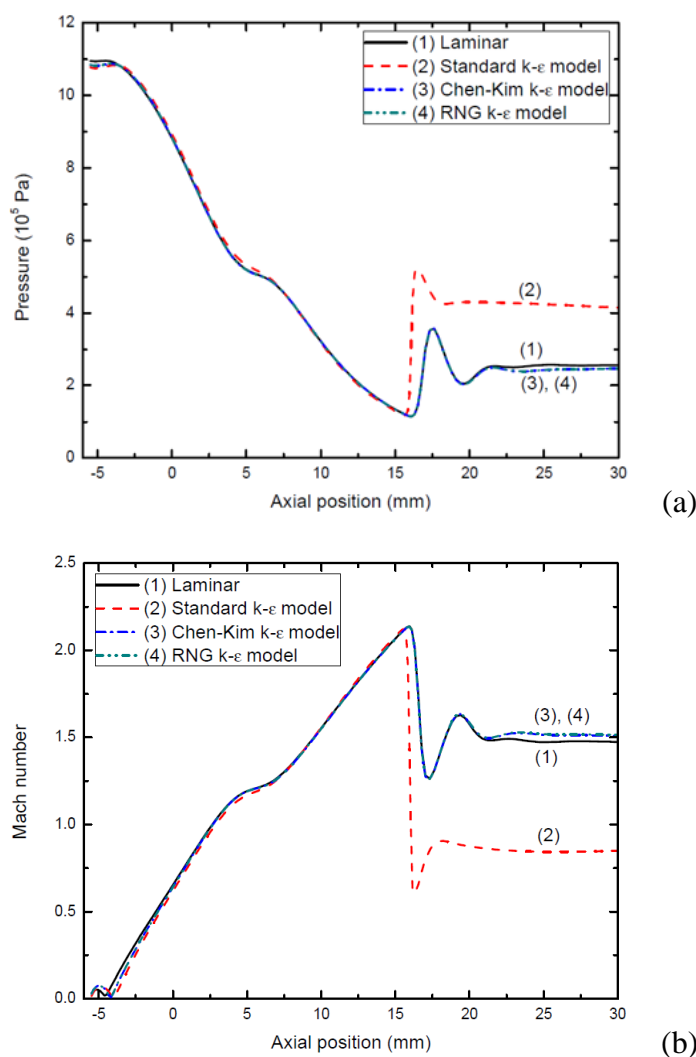 12
10
8
6
4
2
0
Pressure (10⁵ Pa)
(1) Laminar
(2) Standard k-ε model
(3) Chen-Kim k-ε model
(4) RNG k-ε model
(2)
(1)
(3), (4)
-5 0 5 10 15 20 25 30
Axial position (mm)
(a)
2.5
2.0
1.5
1.0
0.5
0.0
Mach number
(1) Laminar
(2) Standard k-ε model
(3) Chen-Kim k-ε model
(4) RNG k-ε model
(3), (4)
(1)
(2)
-5 0 5 10 15 20 25 30
Axial position (mm)
(b)